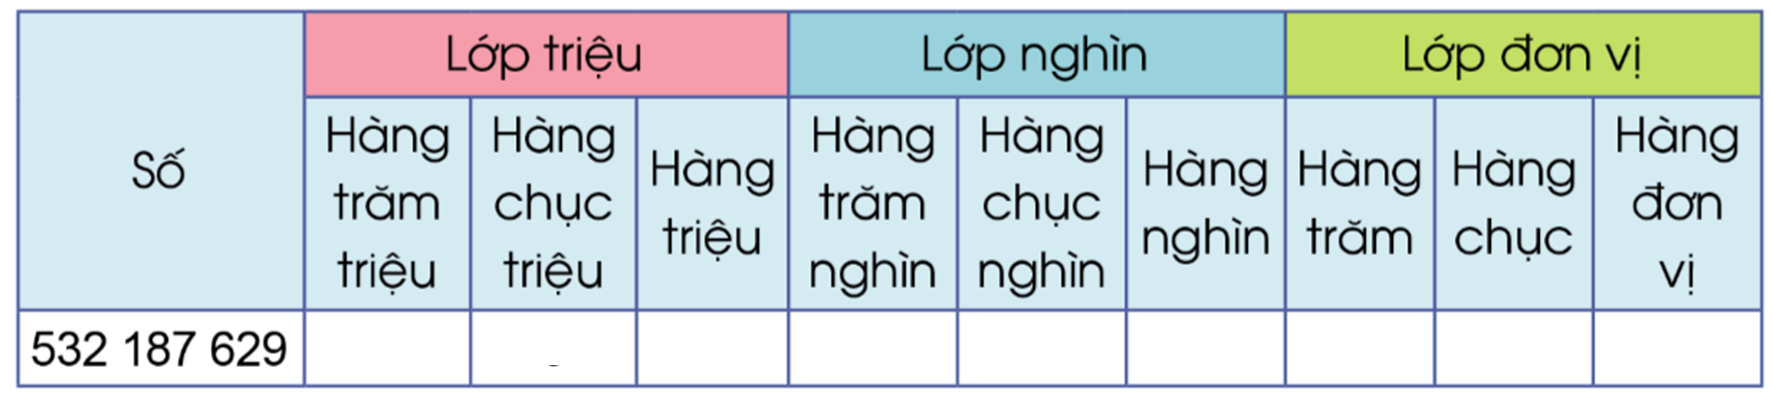 Số
Lớp triệu
Lớp nghìn
Lớp đơn vị
Hàng
trăm
triệu
Hàng
chục
triệu
Hàng
triệu
Hàng
trăm
nghìn
Hàng
chục
nghìn
Hàng
nghìn
Hàng
trăm
Hàng
chục
Hàng
đơn
vị
532 187 629